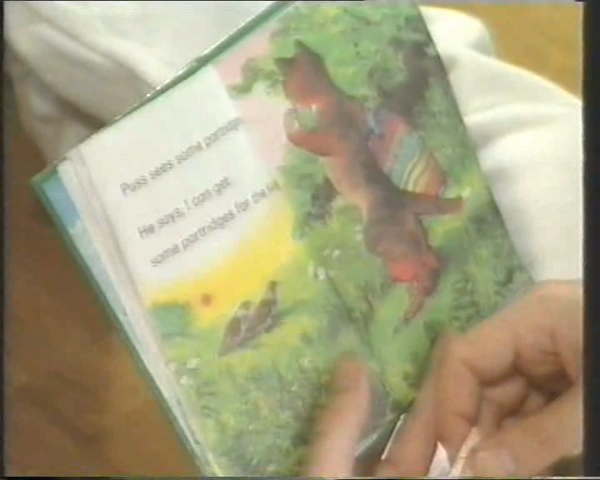 Puss sees some partridges
He says, I can get
some partridges for the